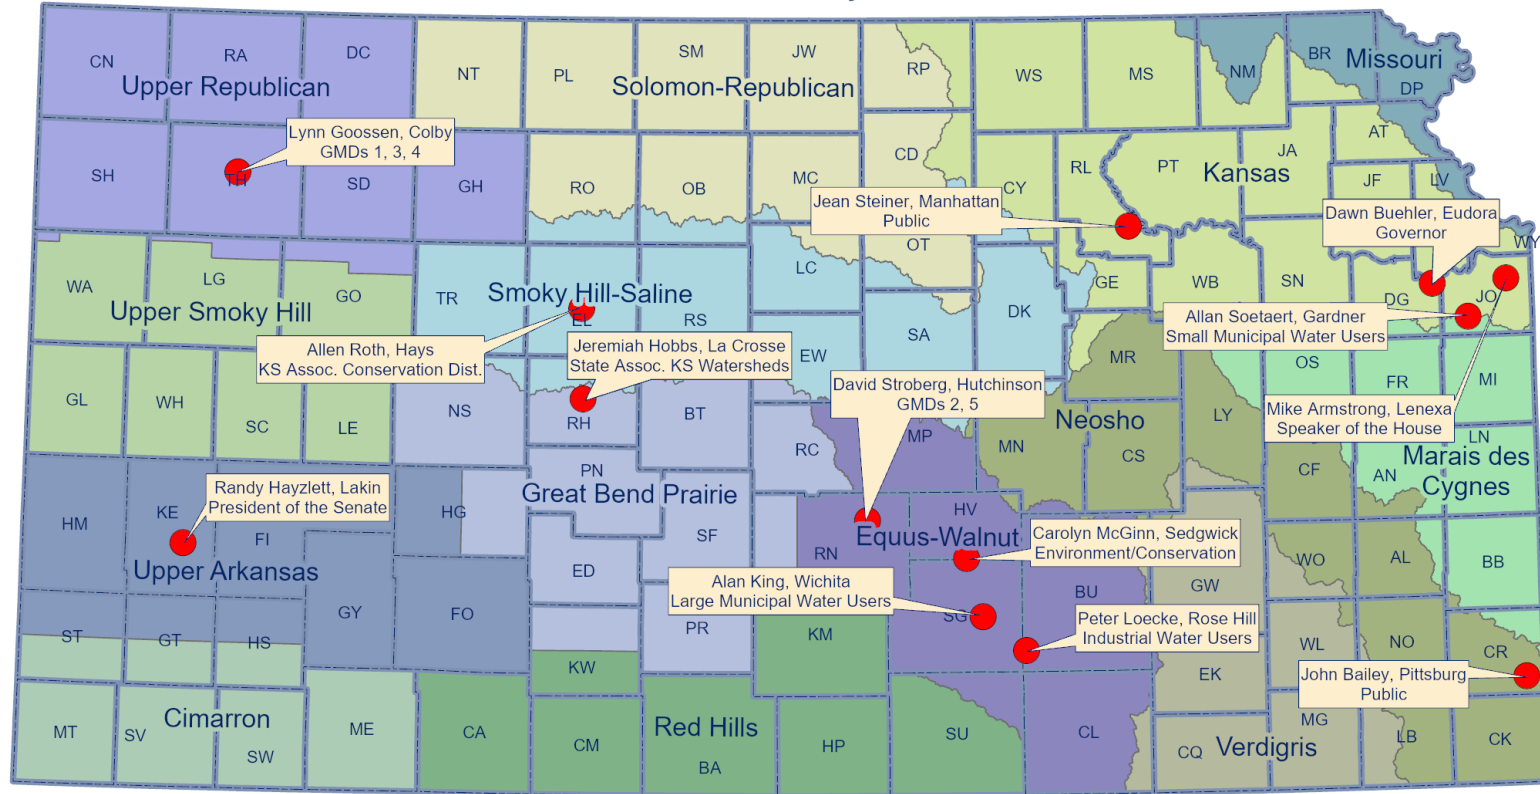 CN
RA
DC
NT
PL
SM
JW
RP
WS
MS
NM
BR
DP
Upper Republican
Solomon-Republican
Missouri
Lynn Goossen, Colby
GMDs 1, 3, 4
SH
TH
SD
GH
RO
OB
MC
CD
CY
RL
PT
JA
AT
JF
LV
Kansas
Jean Steiner, Manhattan
Public
Dawn Buehler, Eudora
Governor
WY
WA
LG
GO
TR
Upper Smoky Hill
Smoky Hill-Saline
EL
RS
LC
OT
SA
DK
GE
WB
SN
DG
JO
Allan Soetaert, Gardner
Small Municipal Water Users
Allen Roth, Hays
KS Assoc. Conservation Dist.
Jeremiah Hobbs, La Crosse
State Assoc. KS Watersheds
EW
MR
OS
FR
MI
David Stroberg, Hutchinson
GMDs 2, 5
Mike Armstrong, Lenexa
Speaker of the House
GL
WH
SC
LE
NS
RH
BT
RC
MP
MN
CS
LY
CF
AN
LN
Neosho
Marais des
Cygnes
Randy Hayzlett, Lakin
President of the Senate
HM
KE
FI
HG
PN
Great Bend Prairie
SF
RN
HV
Equus-Walnut
Carolyn McGinn, Sedgwick
Environment/Conservation
Upper Arkansas
ED
Alan King, Wichita
Large Municipal Water Users
SG
BU
GW
WO
AL
BB
Peter Loecke, Rose Hill
Industrial Water Users
ST
GT
HS
GY
FO
KW
PR
KM
EK
WL
NO
CR
John Bailey, Pittsburg
Public
Cimarron
Red Hills
Verdigris
MT
SV
SW
ME
CA
CM
BA
HP
SU
CL
CQ
MG
LB
CK